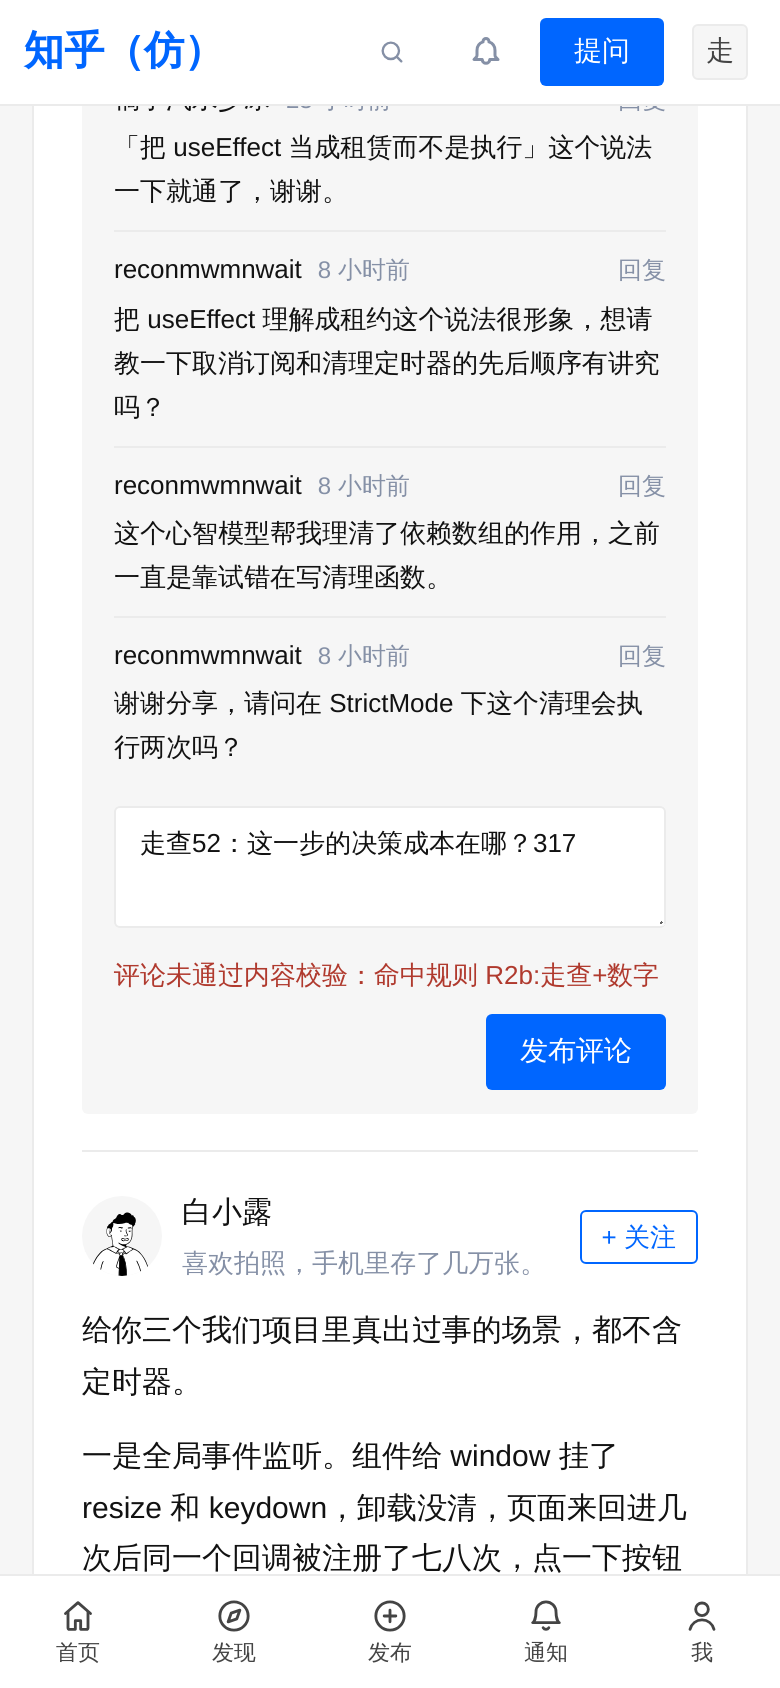 知乎（仿）
提问
走
「把 useEffect 当成租赁而不是执行」这个说法
一下就通了，谢谢。
reconmwmnwait 8 小时前 回复
把 useEffect 理解成租约这个说法很形象，想请
教一下取消订阅和清理定时器的先后顺序有讲究
吗？
reconmwmnwait 8 小时前 回复
这个心智模型帮我理清了依赖数组的作用，之前
一直是靠试错在写清理函数。
reconmwmnwait 8 小时前 回复
谢谢分享，请问在 StrictMode 下这个清理会执
行两次吗？
走查52：这一步的决策成本在哪？317
评论未通过内容校验：命中规则 R2b:走查+数字
发布评论
白小露
喜欢拍照，手机里存了几万张。
+ 关注
给你三个我们项目里真出过事的场景，都不含
定时器。
一是全局事件监听。组件给 window 挂了
resize 和 keydown，卸载没清，页面来回进几
次后同一个回调被注册了七八次，点一下按钮
首页
发现
发布
通知
我